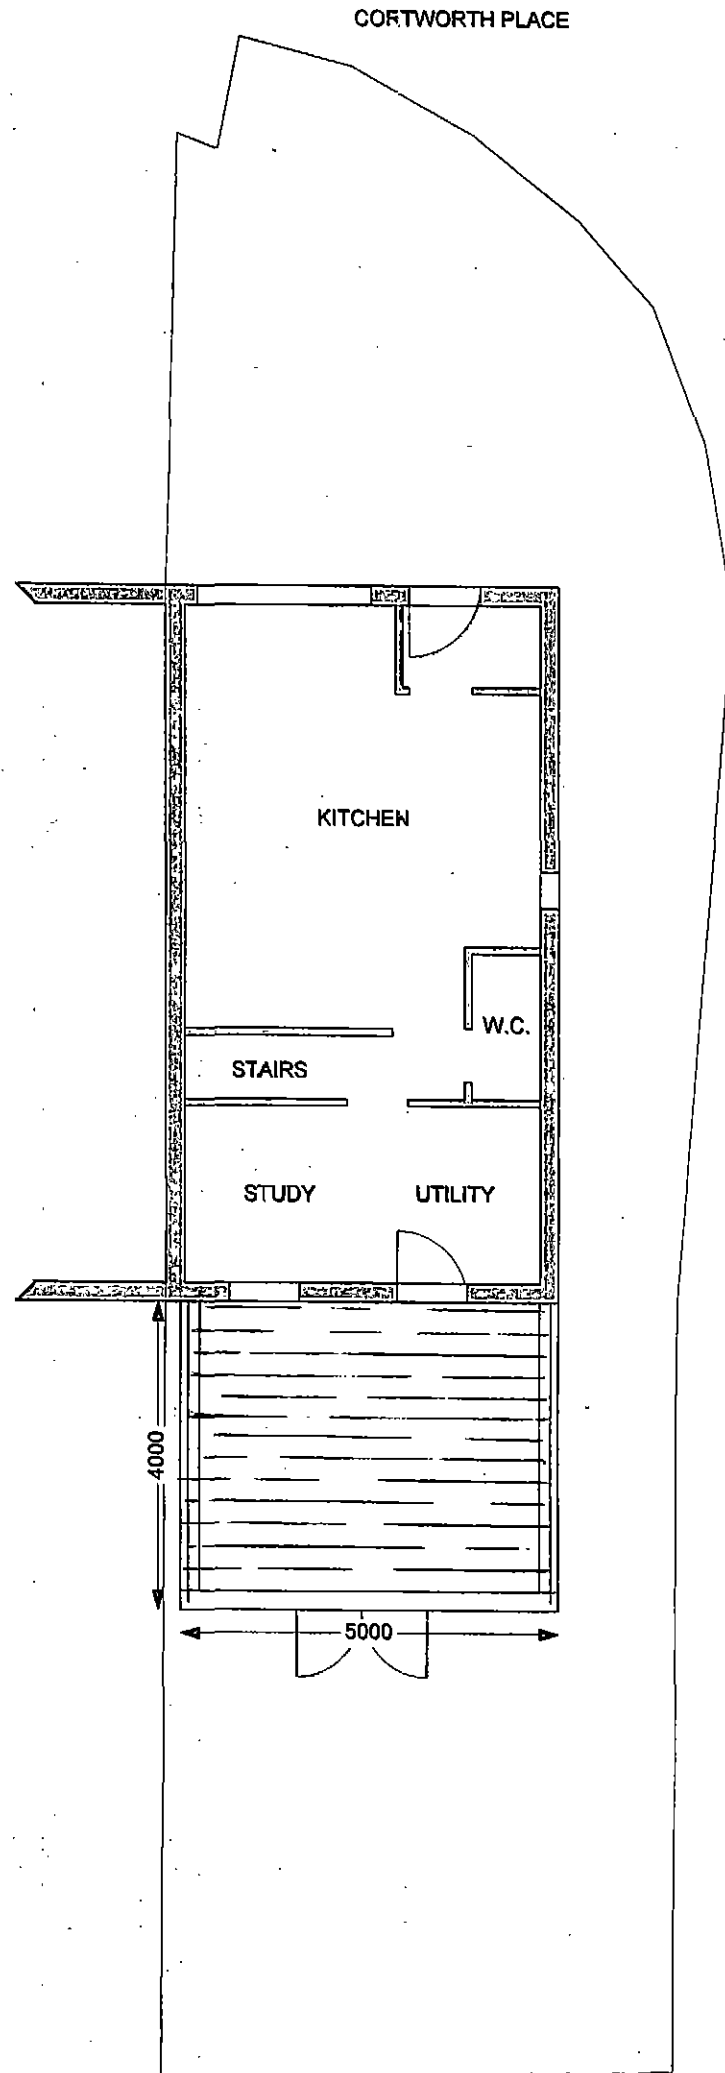 CORTWORTH PLACE
KITCHEN
W.C.
STAIRS
STUDY
UTILITY
4000
5000